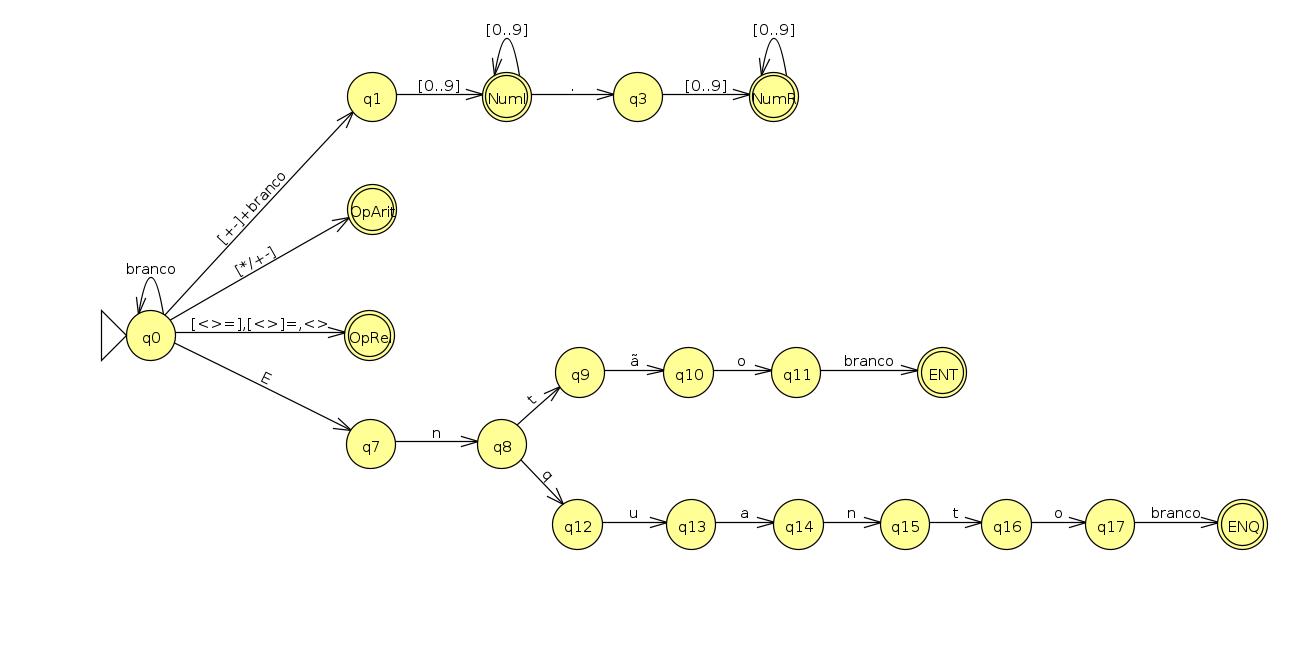 [0..9]
[0..9]
q1
[0..9]
NumI
.
q3
[0..9]
NumR
[+-]+branco
OpArit
[*/+-]
branco
q0
[<>=],[<>]=,<>
OpRel
E
q7
n
q8
t
q9
ã
q10
o
q11
branco
ENT
q
q12
u
q13
a
q14
n
q15
t
q16
o
q17
branco
ENQ